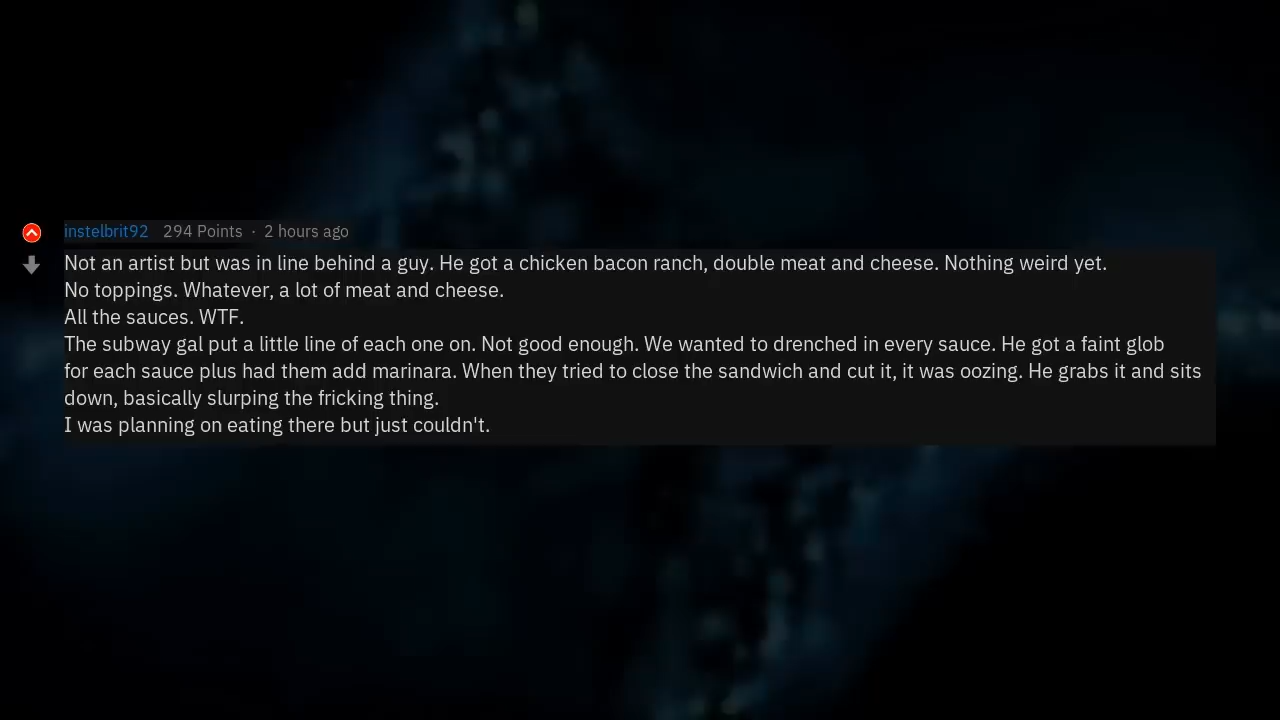 instelbrit92 294 Points · 2 hours ago
Not an artist but was in line behind a guy. He got a chicken bacon ranch, double meat and cheese. Nothing weird yet.
No toppings. Whatever, a lot of meat and cheese.
All the sauces. WTF.
The subway gal put a little line of each one on. Not good enough. We wanted to drenched in every sauce. He got a faint glob
for each sauce plus had them add marinara. When they tried to close the sandwich and cut it, it was oozing. He grabs it and sits
down, basically slurping the fricking thing.
I was planning on eating there but just couldn't.